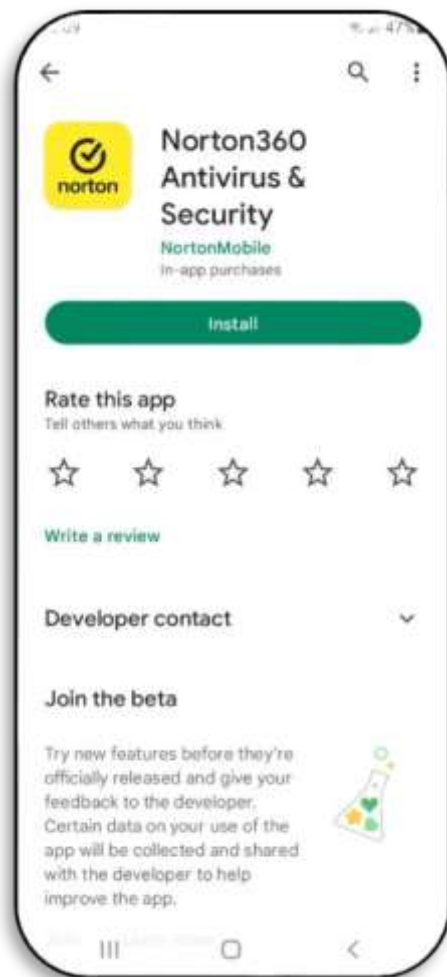 47%
norton
Norton360
Antivirus &
Security
NortonMobile
In-app purchases
Install
Rate this app
Tell others what you think
Write a review
Developer contact
Join the beta
Try new features before they're
officially released and give your
feedback to the developer.
Certain data on your use of the
app will be collected and shared
with the developer to help
improve the app.